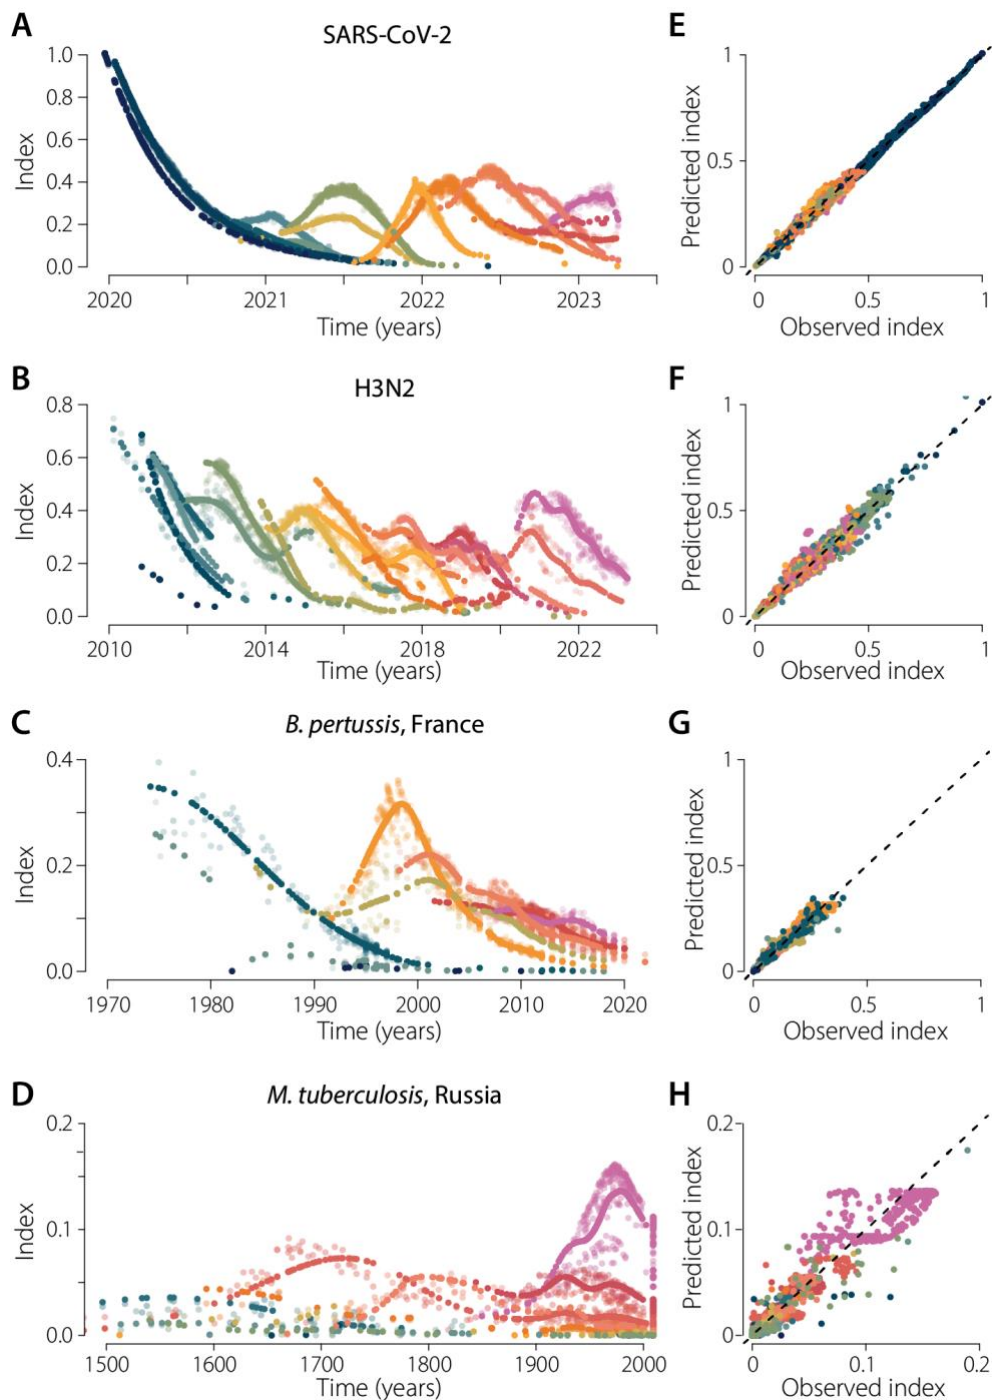 A
SARS-CoV-2
Index
1.0
0.8
0.6
0.4
0.2
0.0
2020 2021 2022 2023
Time (years)
E
Predicted index
1
0.5
0
0 0.5 1
Observed index
B
H3N2
Index
0.8
0.6
0.4
0.2
0.0
2010 2014 2018 2022
Time (years)
F
Predicted index
1
0.5
0
0 0.5 1
Observed index
C
B. pertussis, France
Index
0.4
0.2
0.0
1970 1980 1990 2000 2010 2020
Time (years)
G
Predicted index
1
0.5
0
0 0.5 1
Observed index
D
M. tuberculosis, Russia
Index
0.2
0.1
0.0
1500 1600 1700 1800 1900 2000
Time (years)
H
Predicted index
0.2
0.1
0.0
0 0.1 0.2
Observed index